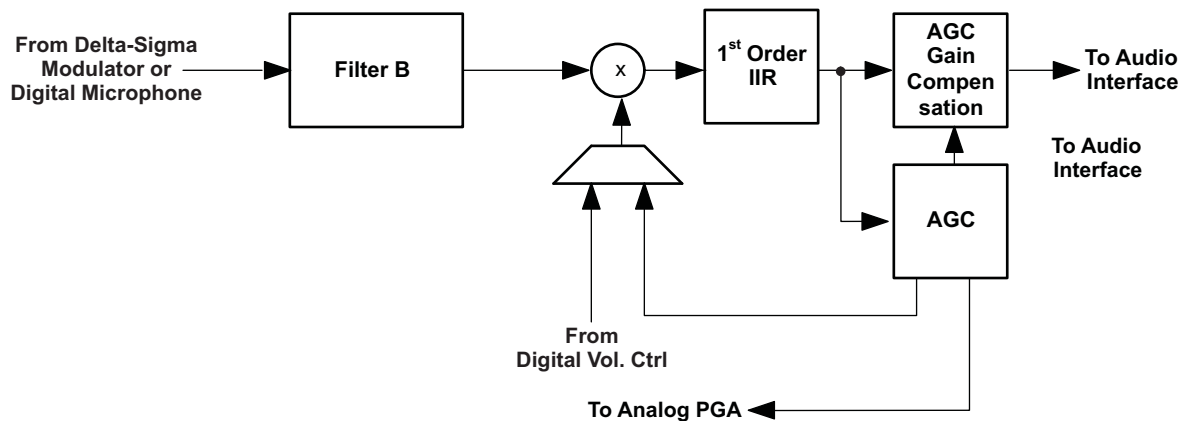 From Delta-Sigma
Modulator or
Digital Microphone
Filter B
x
1st Order
IIR
AGC
Gain
Compen
sation
To Audio
Interface
To Audio
Interface
AGC
From
Digital Vol. Ctrl
To Analog PGA